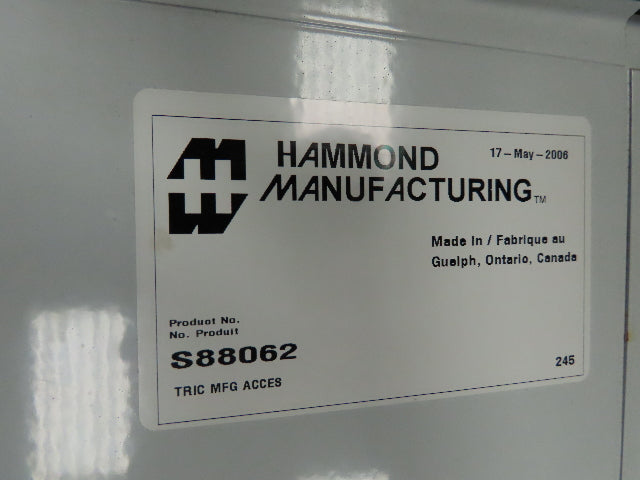 HAMMOND
MANUFACTURING™
17-May-2006
Made In / Fabrique au
Guelph, Ontario, Canada
Product No.
No. Produit
S88062
TRIC MFG ACCES
245